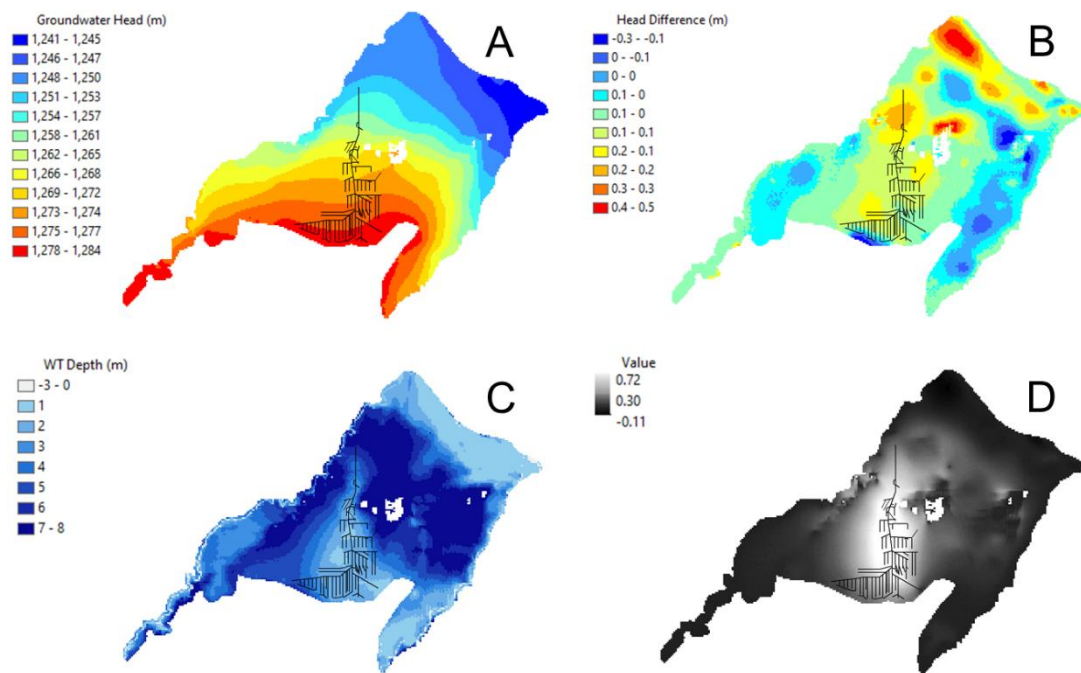 Groundwater Head (m)
1,241 - 1,245
1,246 - 1,247
1,248 - 1,250
1,251 - 1,253
1,254 - 1,257
1,258 - 1,261
1,262 - 1,265
1,266 - 1,268
1,269 - 1,272
1,273 - 1,274
1,275 - 1,277
1,278 - 1,284
A
Head Difference (m)
-0.3 - -0.1
0 - -0.1
0 - 0
0.1 - 0
0.1 - 0
0.1 - 0.1
0.2 - 0.1
0.2 - 0.2
0.3 - 0.3
0.4 - 0.5
B
WT Depth (m)
-3 - 0
1
2
3
4
5
6
7 - 8
C
Value
0.72
0.30
-0.11
D